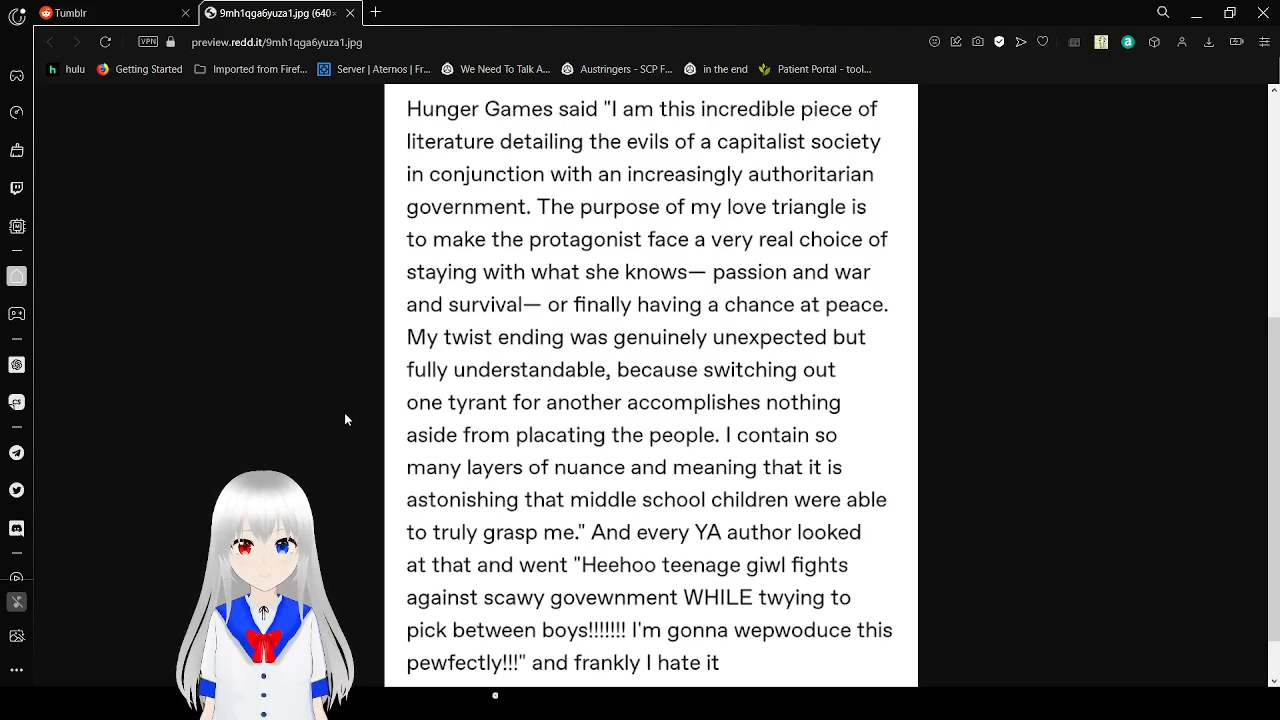 Tumblr
9mh1qga6yuza1.jpg (640×
VPN
preview.redd.it/9mh1qga6yuza1.jpg
hulu
Getting Started
Imported from Firef...
Server | Aternos | Fr...
We Need To Talk A...
Austringers - SCP F...
in the end
Patient Portal - tool...
Hunger Games said "I am this incredible piece of
literature detailing the evils of a capitalist society
in conjunction with an increasingly authoritarian
government. The purpose of my love triangle is
to make the protagonist face a very real choice of
staying with what she knows— passion and war
and survival— or finally having a chance at peace.
My twist ending was genuinely unexpected but
fully understandable, because switching out
one tyrant for another accomplishes nothing
aside from placating the people. I contain so
many layers of nuance and meaning that it is
astonishing that middle school children were able
to truly grasp me." And every YA author looked
at that and went "Heehoo teenage giwl fights
against scawy govewnment WHILE twying to
pick between boys!!!!!!! I'm gonna wepwoduce this
pewfectly!!!" and frankly I hate it